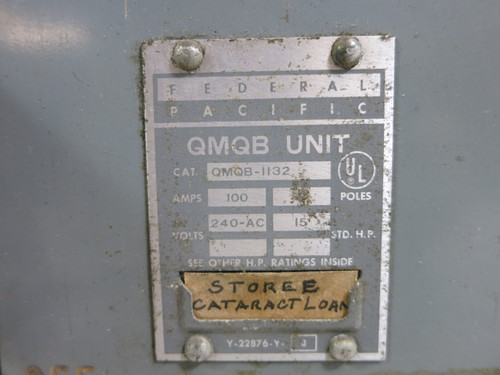 FEDERAL
PACIFIC
QMQB UNIT
CAT. QMQB-1132
UL
AMPS 100 POLES
240-AC 15
VOLTS STD. H.P.
SEE OTHER H.P. RATINGS INSIDE
STOREE
CATARACT LOAN
Y-22876-Y- J